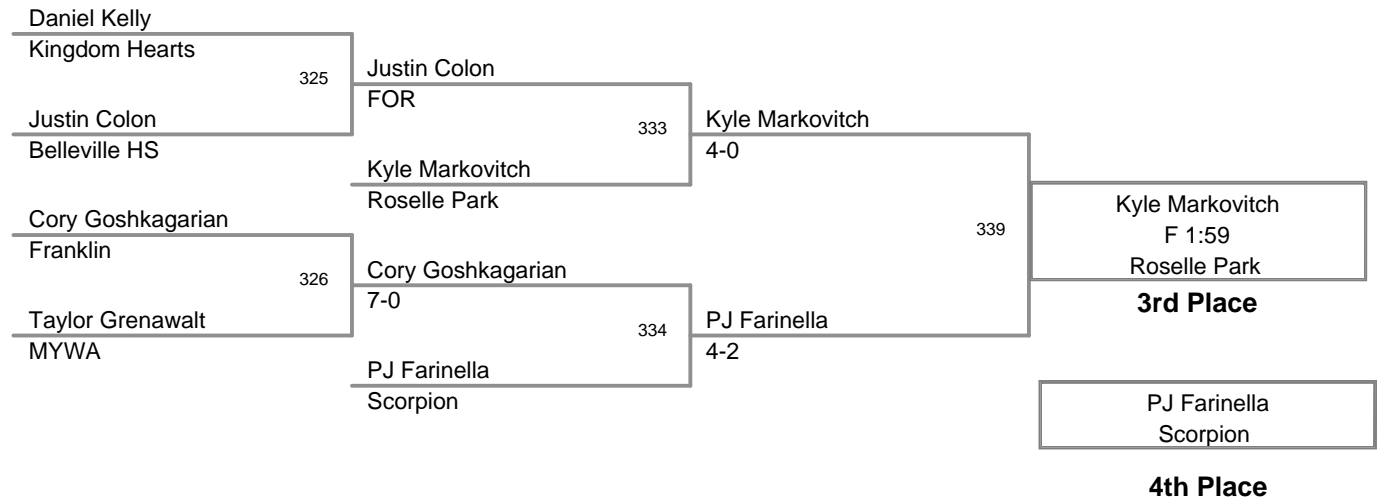 Daniel Kelly
Kingdom Hearts
325
Justin Colon
FOR
Justin Colon
Belleville HS
333
Kyle Markovitch
4-0
Kyle Markovitch
Roselle Park
Cory Goshkagarian
Franklin
339
Kyle Markovitch
F 1:59
Roselle Park
3rd Place
326
Cory Goshkagarian
7-0
Taylor Grenawalt
MYWA
334
PJ Farinella
4-2
PJ Farinella
Scorpion
PJ Farinella
Scorpion
4th Place